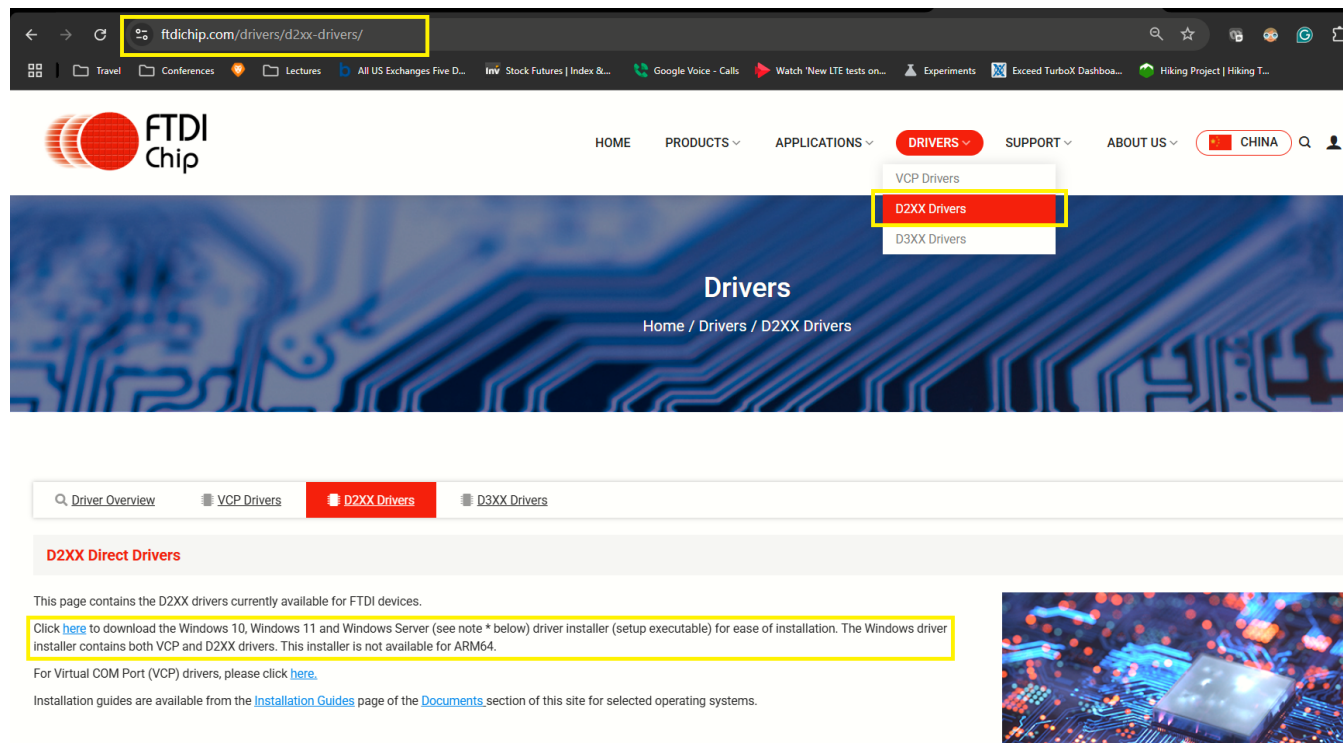 ftdichip.com/drivers/d2xx-drivers/
Travel Conferences Lectures All US Exchanges Five D... Inv Stock Futures | Index &... Google Voice - Calls Watch 'New LTE tests on... Experiments Exceed TurboX Dashboa... Hiking Project | Hiking T...
FTDI
Chip
HOME PRODUCTS APPLICATIONS DRIVERS SUPPORT ABOUT US CHINA
VCP Drivers
D2XX Drivers
D3XX Drivers
Drivers
Home / Drivers / D2XX Drivers
Driver Overview VCP Drivers D2XX Drivers D3XX Drivers
D2XX Direct Drivers
This page contains the D2XX drivers currently available for FTDI devices.
Click here to download the Windows 10, Windows 11 and Windows Server (see note * below) driver installer (setup executable) for ease of installation. The Windows driver
installer contains both VCP and D2XX drivers. This installer is not available for ARM64.
For Virtual COM Port (VCP) drivers, please click here.
Installation guides are available from the Installation Guides page of the Documents section of this site for selected operating systems.